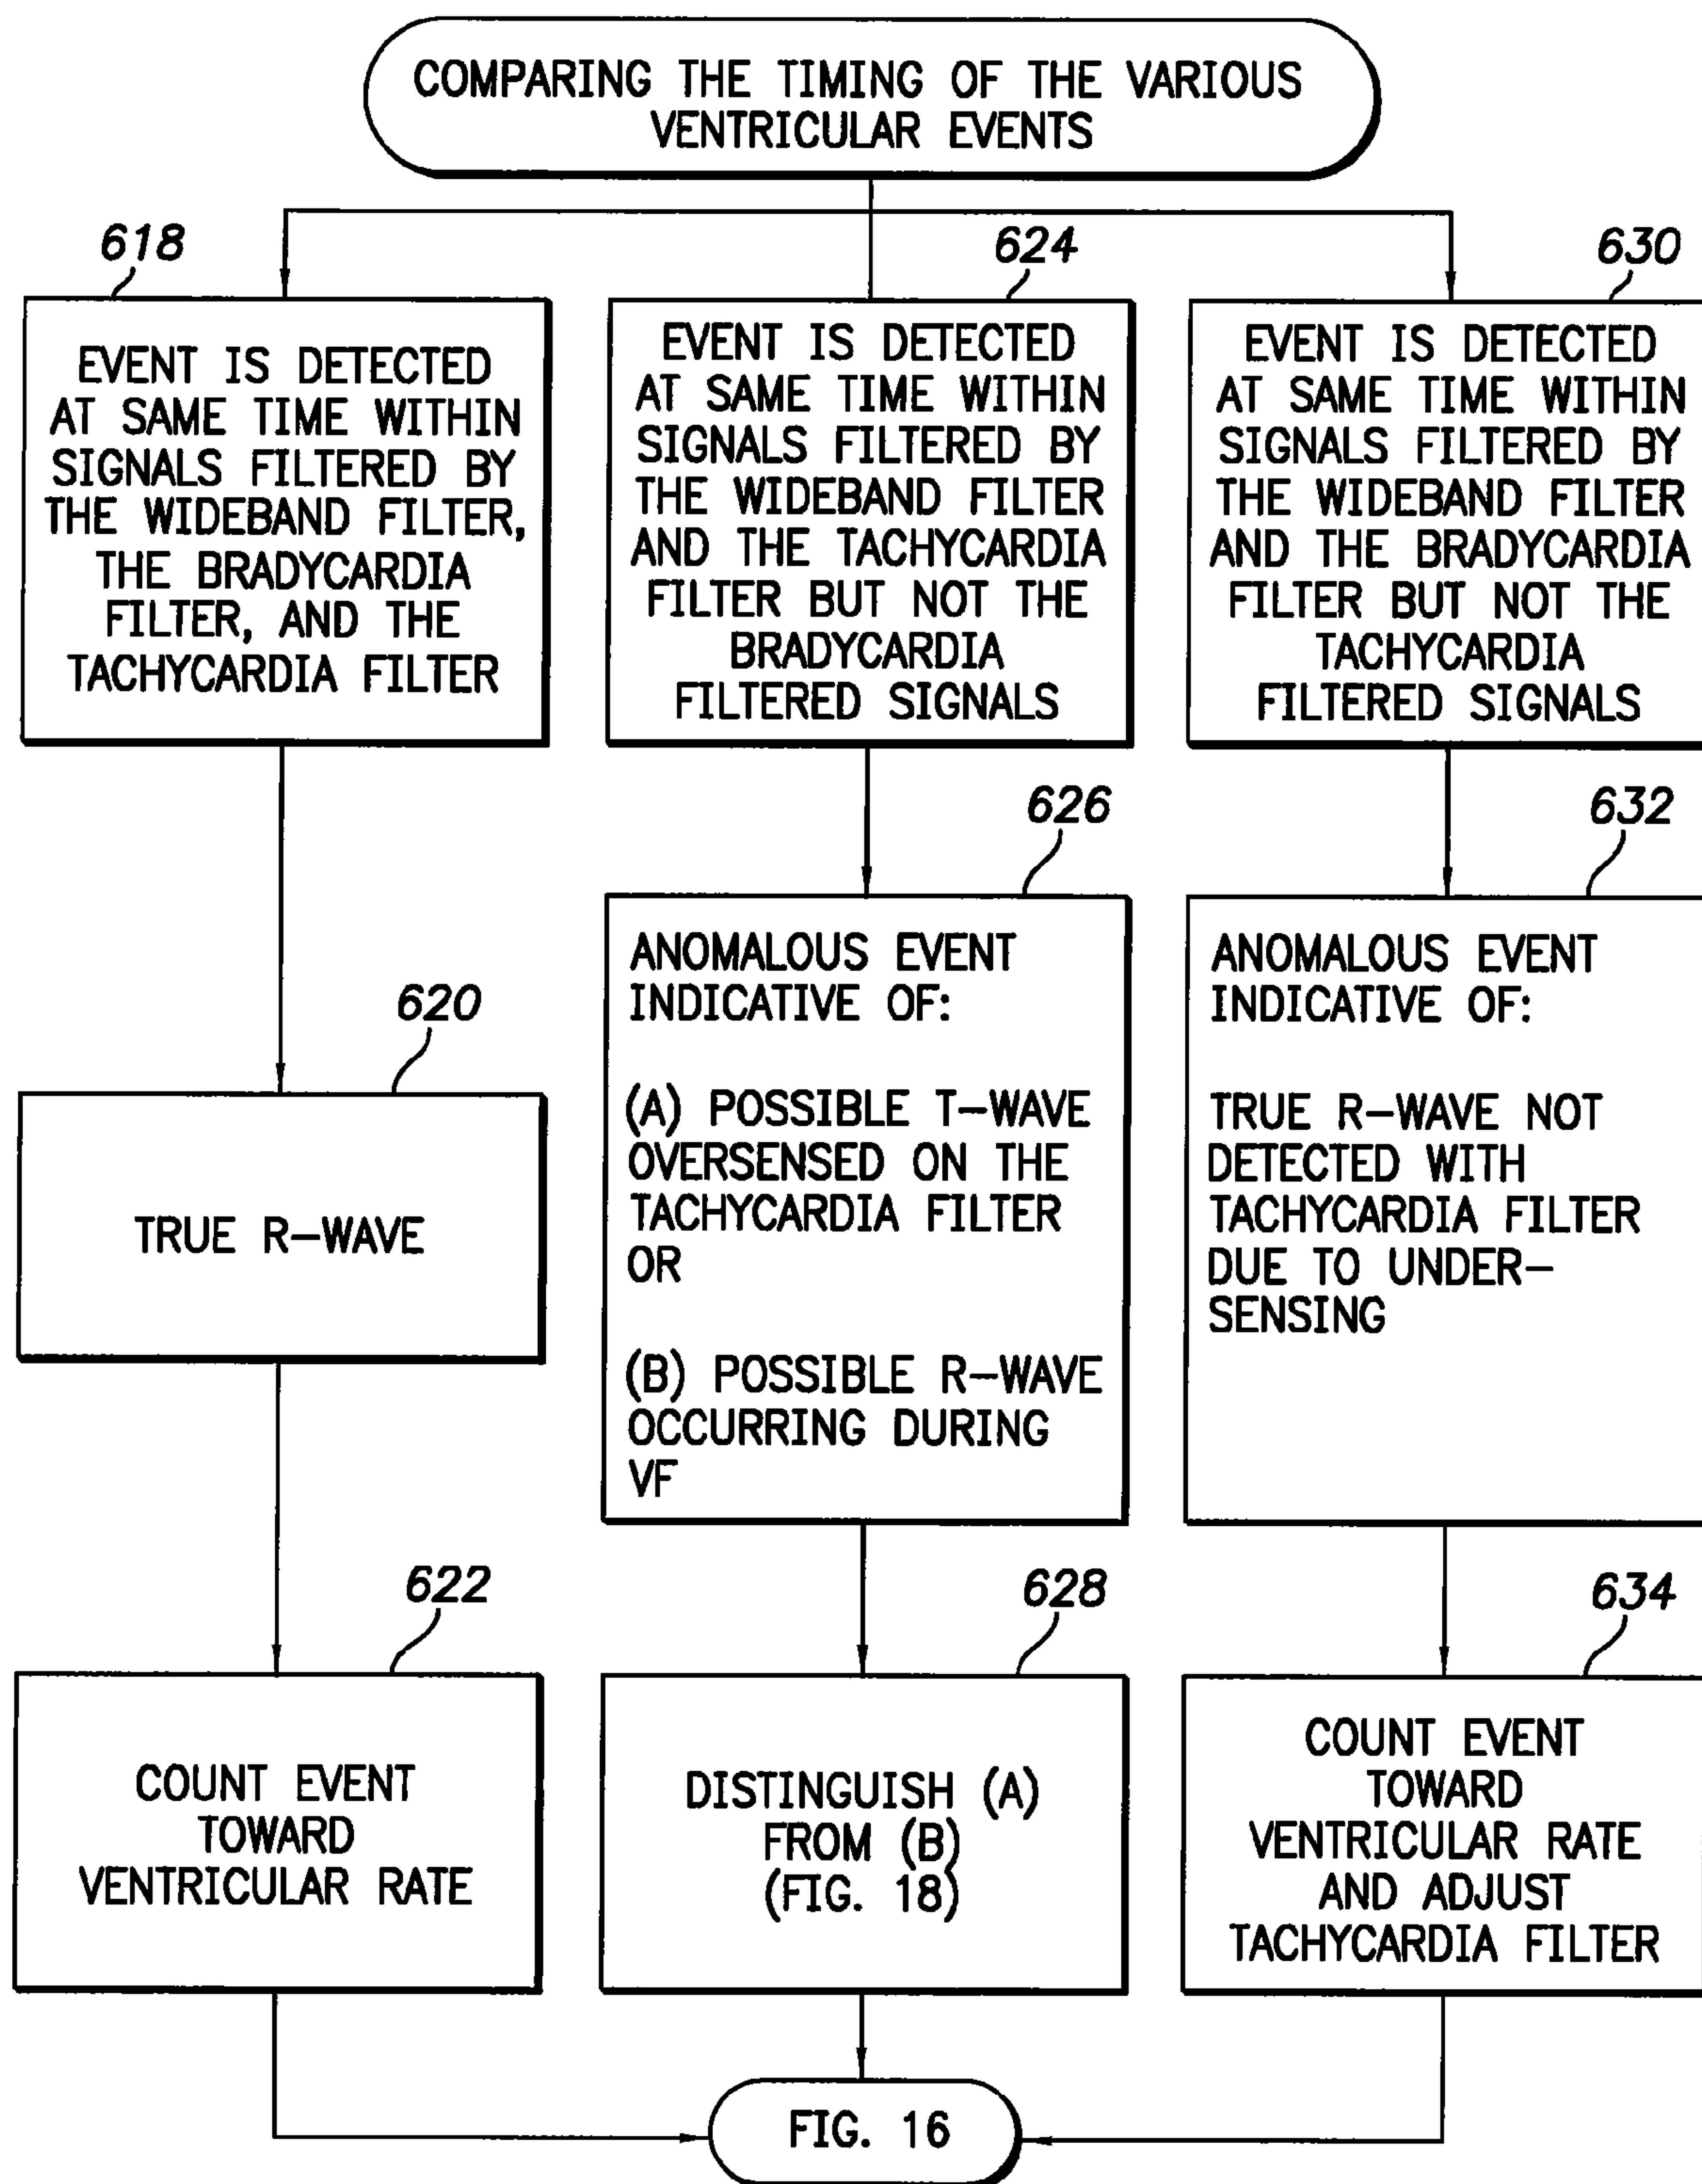 COMPARING THE TIMING OF THE VARIOUS
VENTRICULAR EVENTS
618
EVENT IS DETECTED
AT SAME TIME WITHIN
SIGNALS FILTERED BY
THE WIDEBAND FILTER,
THE BRADYCARDIA
FILTER, AND THE
TACHYCARDIA FILTER
620
TRUE R-WAVE
622
COUNT EVENT
TOWARD
VENTRICULAR RATE
624
EVENT IS DETECTED
AT SAME TIME WITHIN
SIGNALS FILTERED BY
THE WIDEBAND FILTER
AND THE TACHYCARDIA
FILTER BUT NOT THE
BRADYCARDIA
FILTERED SIGNALS
626
ANOMALOUS EVENT
INDICATIVE OF:
(A) POSSIBLE T-WAVE
OVERSENSED ON THE
TACHYCARDIA FILTER
OR
(B) POSSIBLE R-WAVE
OCCURRING DURING
VF
628
DISTINGUISH (A)
FROM (B)
(FIG. 18)
630
EVENT IS DETECTED
AT SAME TIME WITHIN
SIGNALS FILTERED BY
THE WIDEBAND FILTER
AND THE BRADYCARDIA
FILTER BUT NOT THE
TACHYCARDIA
FILTERED SIGNALS
632
ANOMALOUS EVENT
INDICATIVE OF:
TRUE R-WAVE NOT
DETECTED WITH
TACHYCARDIA FILTER
DUE TO UNDER-
SENSING
634
COUNT EVENT
TOWARD
VENTRICULAR RATE
AND ADJUST
TACHYCARDIA FILTER
FIG. 16